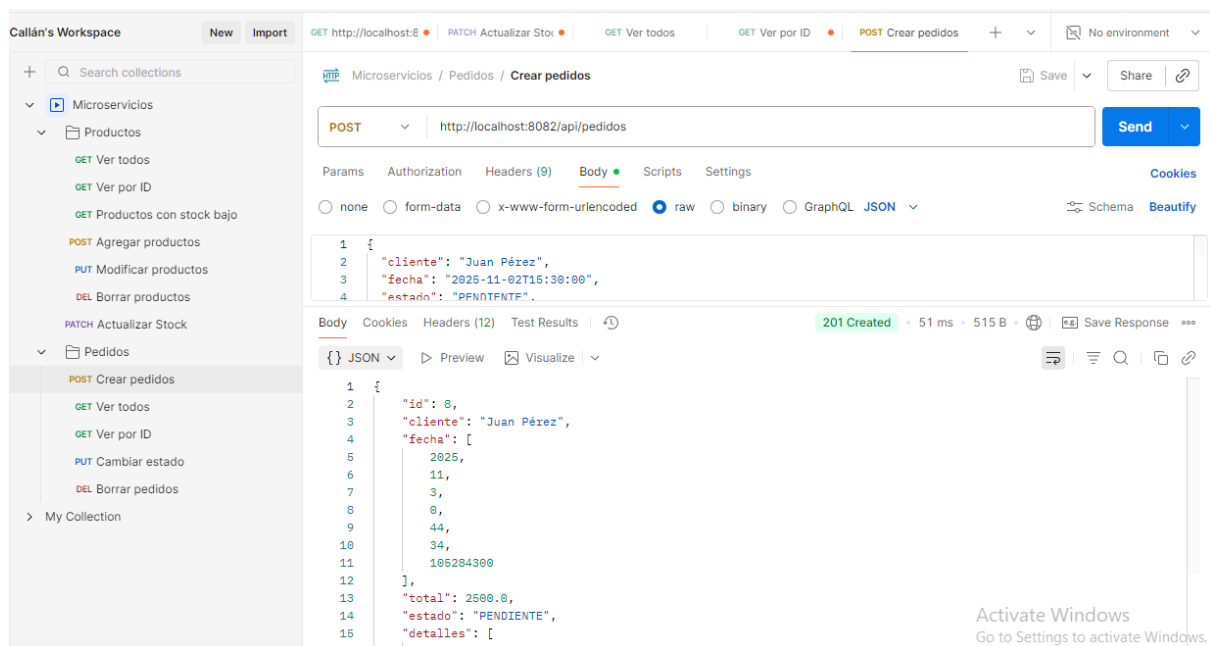 Callán's Workspace New Import GET http://localhost:8 PATCH Actualizar Stoc GET Ver todos GET Ver por ID POST Crear pedidos No environment
Search collections HTTP Microservicios / Pedidos / Crear pedidos Save Share
Microservicios
Productos POST http://localhost:8082/api/pedidos Send
GET Ver todos
GET Ver por ID Params Authorization Headers (9) Body Scripts Settings Cookies
GET Productos con stock bajo none form-data x-www-form-urlencoded raw binary GraphQL JSON Schema Beautify
POST Agregar productos
1 {
2 "cliente": "Juan Pérez",
PUT Modificar productos
3 "fecha": "2025-11-02T15:30:00",
DEL Borrar productos
4 "estado": "PENDIENTE",
PATCH Actualizar Stock Body Cookies Headers (12) Test Results 201 Created 51 ms 515 B e.g. Save Response
Pedidos {} JSON Preview Visualize
POST Crear pedidos
1 {
GET Ver todos
2 "id": 8,
3 "cliente": "Juan Pérez",
GET Ver por ID
4 "fecha": [
5 2025,
PUT Cambiar estado
6 11,
7 3,
DEL Borrar pedidos
8 0,
My Collection
9 44,
10 34,
11 105284300
12 ],
13 "total": 2500.0,
14 "estado": "PENDIENTE",
15 "detalles": [
Activate Windows
Go to Settings to activate Windows.